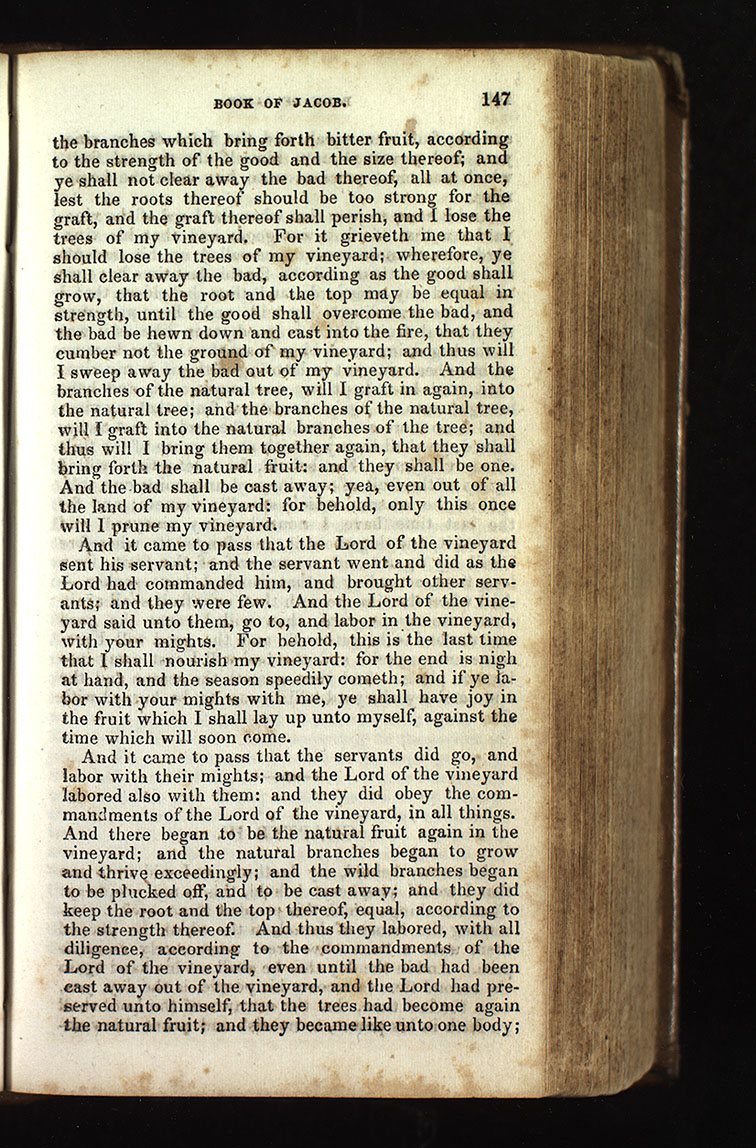 BOOK OF JACOB. 147
the branches which bring forth bitter fruit, according
to the strength of the good and the size thereof; and
ye shall not clear away the bad thereof, all at once,
lest the roots thereof should be too strong for the
graft, and the graft thereof shall perish, and I lose the
trees of my vineyard. For it grieveth me that I
should lose the trees of my vineyard; wherefore, ye
shall clear away the bad, according as the good shall
grow, that the root and the top may be equal in
strength, until the good shall overcome the bad, and
the bad be hewn down and cast into the fire, that they
cumber not the ground of my vineyard; and thus will
I sweep away the bad out of my vineyard. And the
branches of the natural tree, will I graft in again, into
the natural tree; and the branches of the natural tree,
will I graft into the natural branches of the tree; and
thus will I bring them together again, that they shall
bring forth the natural fruit: and they shall be one.
And the bad shall be cast away; yea, even out of all
the land of my vineyard: for behold, only this once
will I prune my vineyard.
And it came to pass that the Lord of the vineyard
sent his servant; and the servant went and did as the
Lord had commanded him, and brought other serv-
ants; and they were few. And the Lord of the vine-
yard said unto them, go to, and labor in the vineyard,
with your mights. For behold, this is the last time
that I shall nourish my vineyard: for the end is nigh
at hand, and the season speedily cometh; and if ye la-
bor with your mights with me, ye shall have joy in
the fruit which I shall lay up unto myself, against the
time which will soon come.
And it came to pass that the servants did go, and
labor with their mights; and the Lord of the vineyard
labored also with them: and they did obey the com-
mandments of the Lord of the vineyard, in all things.
And there began to be the natural fruit again in the
vineyard; and the natural branches began to grow
and thrive exceedingly; and the wild branches began
to be plucked off, and to be cast away; and they did
keep the root and the top thereof, equal, according to
the strength thereof. And thus they labored, with all
diligence, according to the commandments of the
Lord of the vineyard, even until the bad had been
cast away out of the vineyard, and the Lord had pre-
served unto himself, that the trees had become again
the natural fruit; and they became like unto one body;